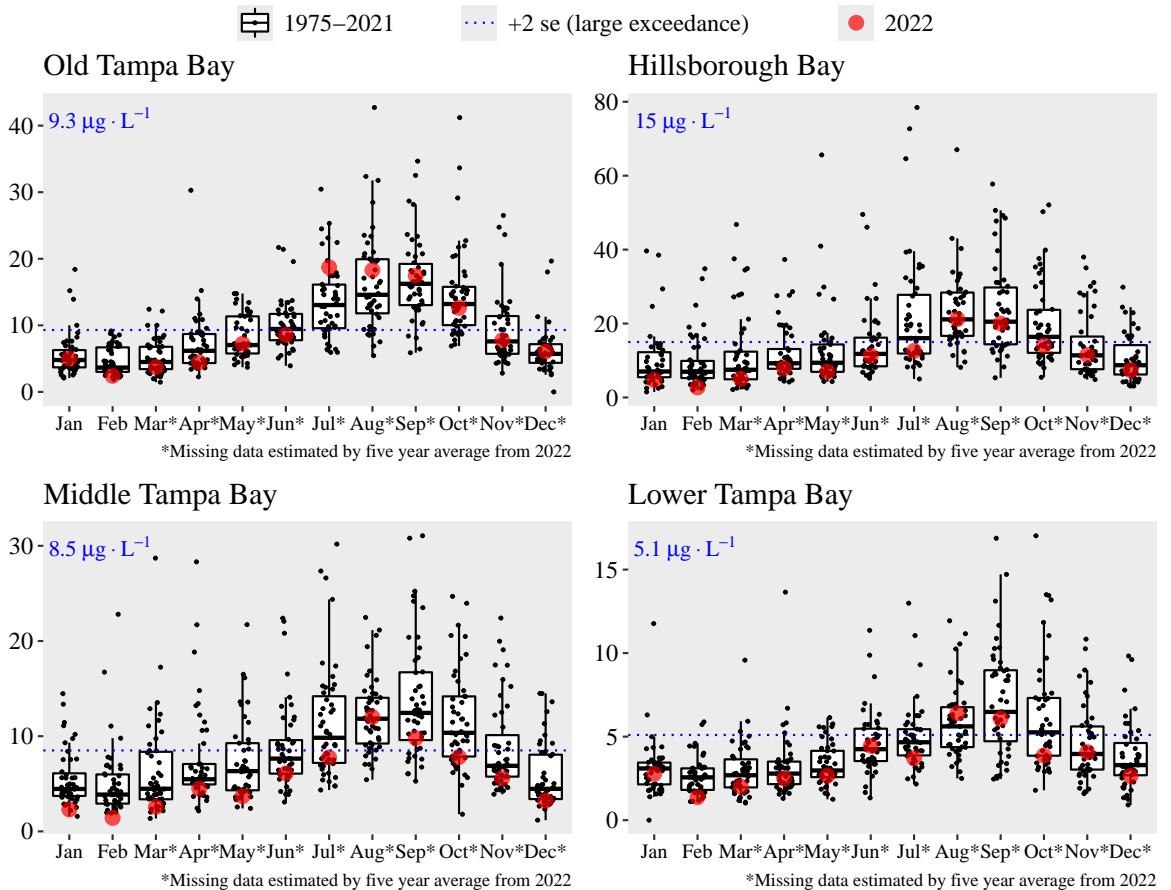 1975–2021 +2 se (large exceedance) 2022
Old Tampa Bay
9.3 µg · L⁻¹
40
30
20
10
0
Jan Feb Mar* Apr* May* Jun* Jul* Aug* Sep* Oct* Nov* Dec*
*Missing data estimated by five year average from 2022
Hillsborough Bay
15 µg · L⁻¹
80
60
40
20
0
Jan Feb Mar* Apr* May* Jun* Jul* Aug* Sep* Oct* Nov* Dec*
*Missing data estimated by five year average from 2022
Middle Tampa Bay
8.5 µg · L⁻¹
30
20
10
0
Jan Feb Mar* Apr* May* Jun* Jul* Aug* Sep* Oct* Nov* Dec*
*Missing data estimated by five year average from 2022
Lower Tampa Bay
5.1 µg · L⁻¹
15
10
5
0
Jan Feb Mar* Apr* May* Jun* Jul* Aug* Sep* Oct* Nov* Dec*
*Missing data estimated by five year average from 2022